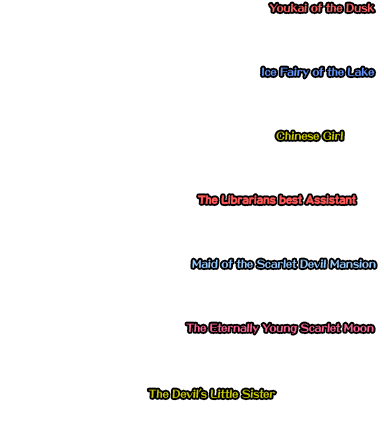 Youkai of the Dusk
Ice Fairy of the Lake
Chinese Girl
The Librarians best Assistant
Maid of the Scarlet Devil Mansion
The Eternally Young Scarlet Moon
The Devil's Little Sister